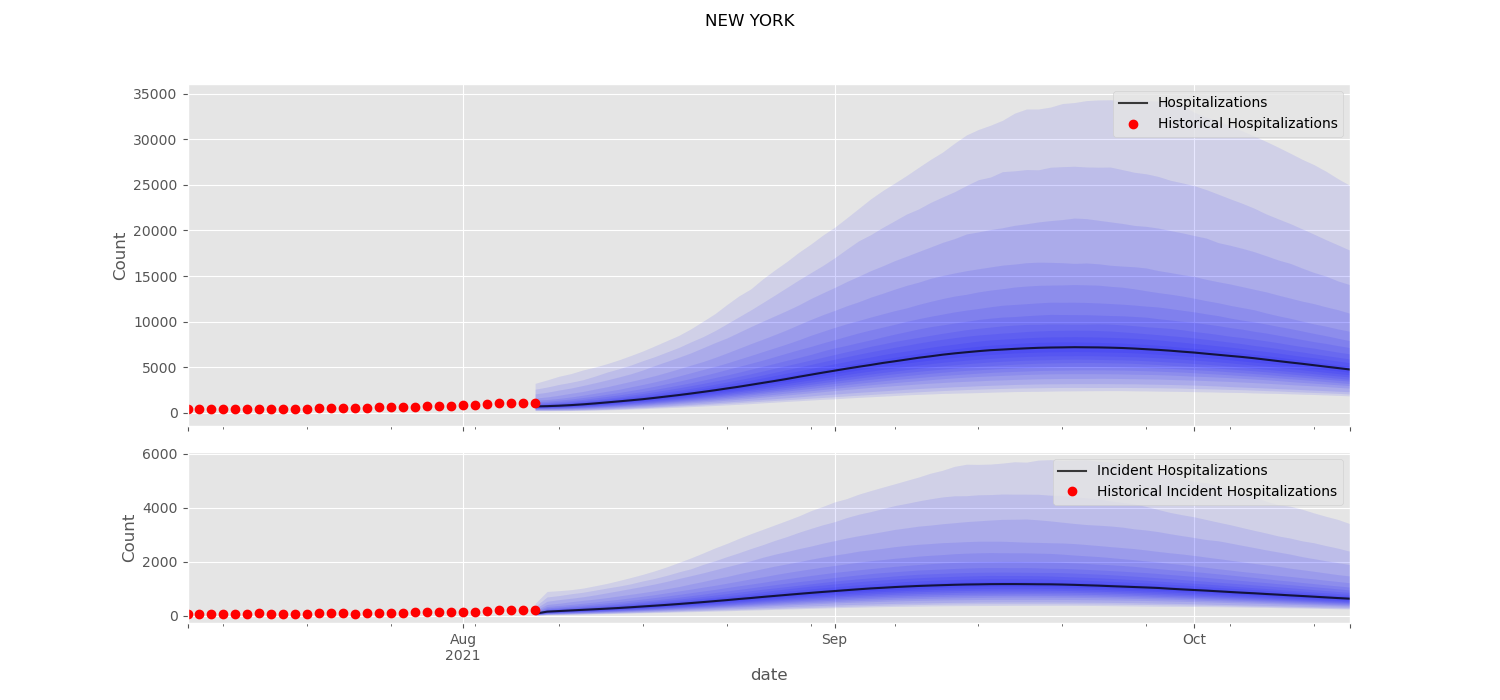 NEW YORK
35000
30000
25000
20000
15000
10000
5000
0
Count
Hospitalizations
Historical Hospitalizations
6000
4000
2000
0
Count
Incident Hospitalizations
Historical Incident Hospitalizations
Aug
2021
Sep
Oct
date